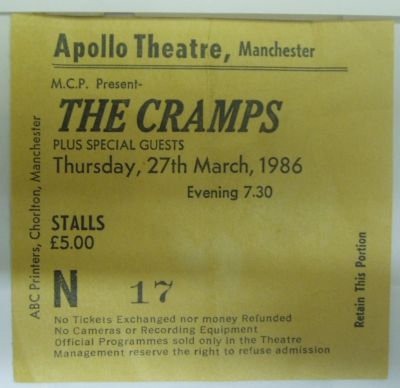 Apollo Theatre, Manchester
M.C.P. Present-
THE CRAMPS
PLUS SPECIAL GUESTS
Thursday, 27th March, 1986
Evening 7.30
STALLS
£5.00
N 17
No Tickets Exchanged nor money Refunded
No Cameras or Recording Equipment
Official Programmes sold only in the Theatre
Management reserve the right to refuse admission
ABC Printers, Chorlton, Manchester
Retain This Portion